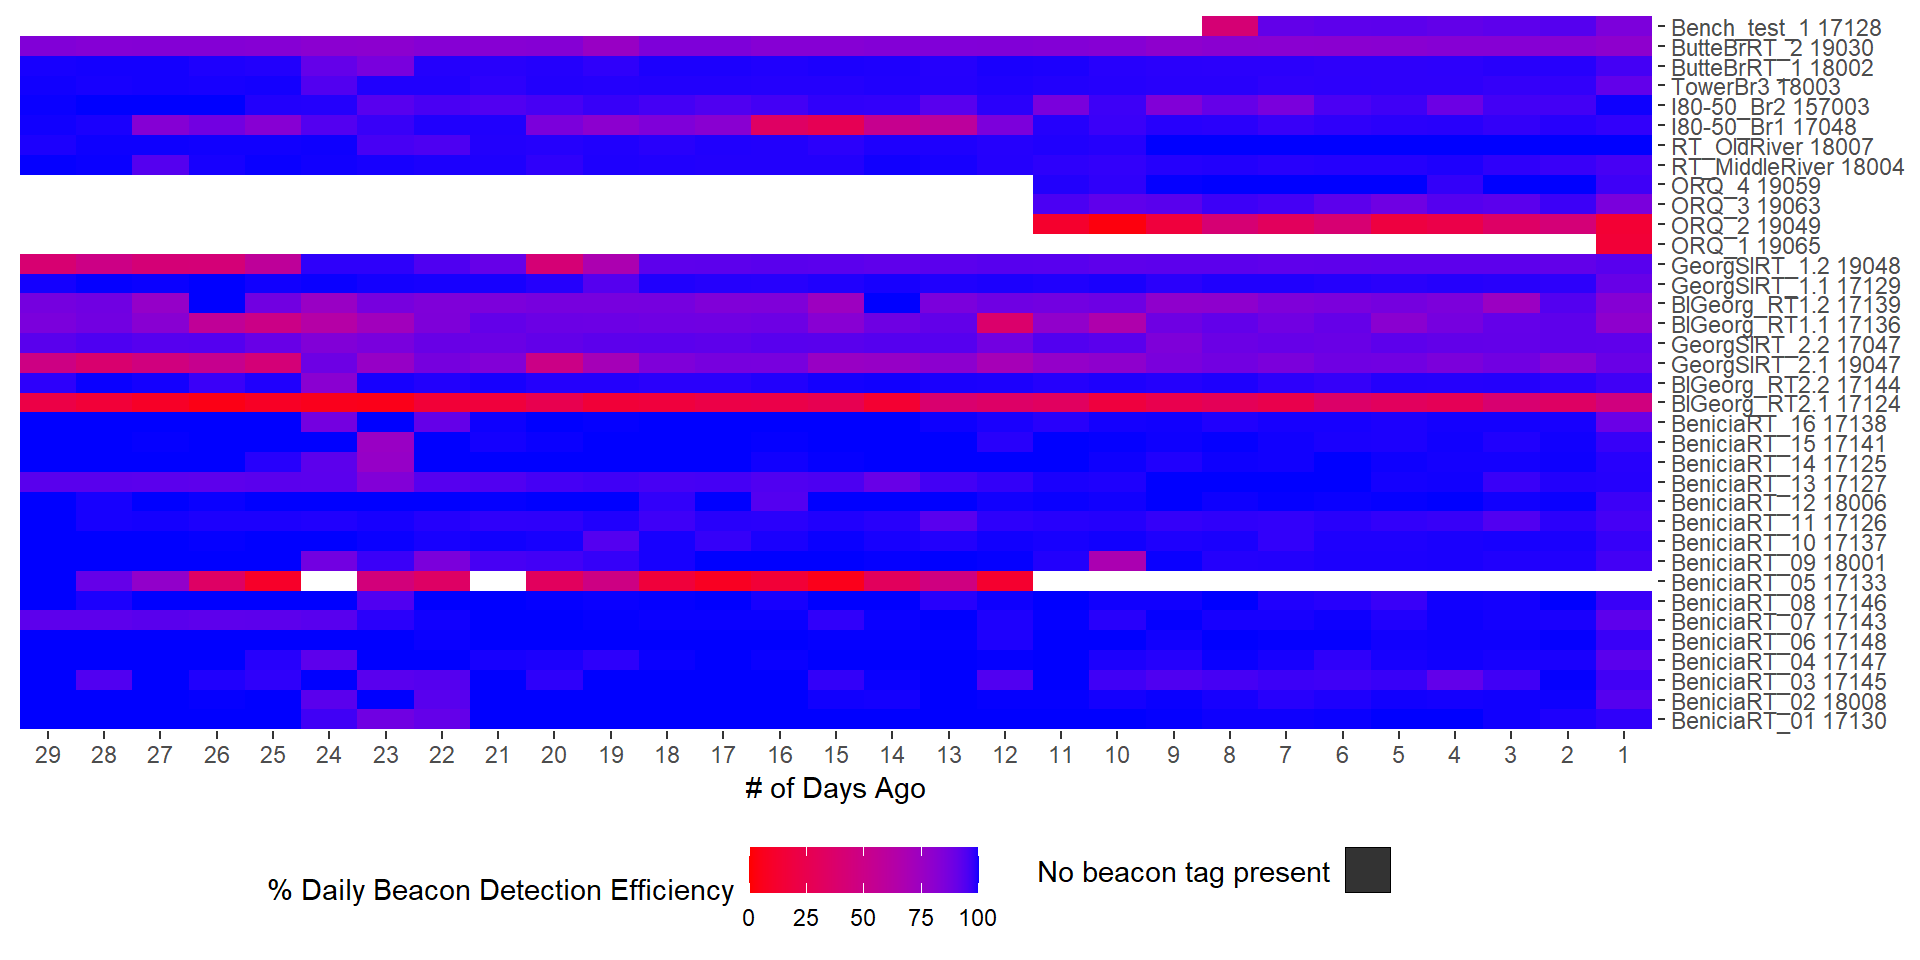 Bench_test_1 17128
ButteBrRT_2 19030
ButteBrRT_1 18002
TowerBr3 18003
I80-50_Br2 157003
I80-50_Br1 17048
RT_OldRiver 18007
RT_MiddleRiver 18004
ORQ_4 19059
ORQ_3 19063
ORQ_2 19049
ORQ_1 19065
GeorgSlRT_1.2 19048
GeorgSlRT_1.1 17129
BlGeorg_RT1.2 17139
BlGeorg_RT1.1 17136
GeorgSlRT_2.2 17047
GeorgSlRT_2.1 19047
BlGeorg_RT2.2 17144
BlGeorg_RT2.1 17124
BeniciaRT_16 17138
BeniciaRT_15 17141
BeniciaRT_14 17125
BeniciaRT_13 17127
BeniciaRT_12 18006
BeniciaRT_11 17126
BeniciaRT_10 17137
BeniciaRT_09 18001
BeniciaRT_05 17133
BeniciaRT_08 17146
BeniciaRT_07 17143
BeniciaRT_06 17148
BeniciaRT_04 17147
BeniciaRT_03 17145
BeniciaRT_02 18008
BeniciaRT_01 17130
29 28 27 26 25 24 23 22 21 20 19 18 17 16 15 14 13 12 11 10 9 8 7 6 5 4 3 2 1
# of Days Ago
% Daily Beacon Detection Efficiency
0 25 50 75 100
No beacon tag present